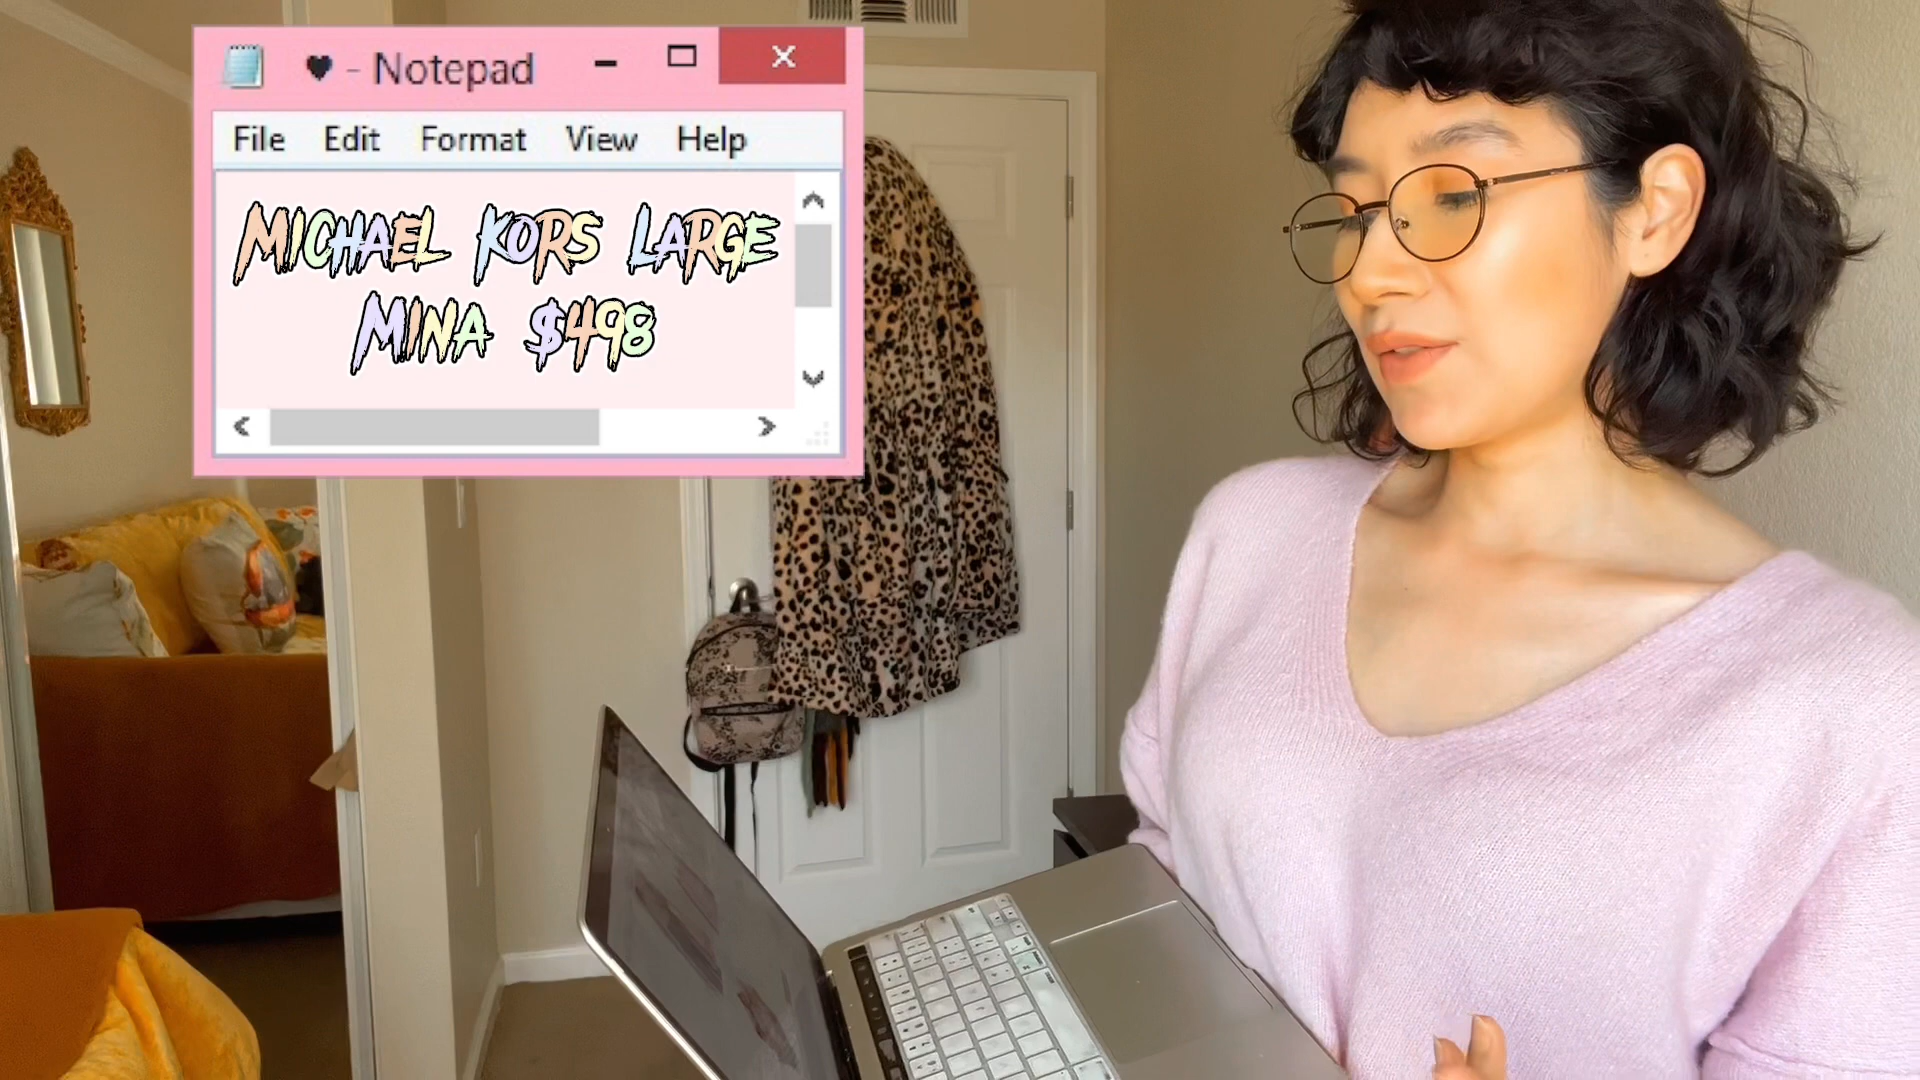 ♥ - Notepad
File Edit Format View Help
MICHAEL KORS LARGE
MINA $498